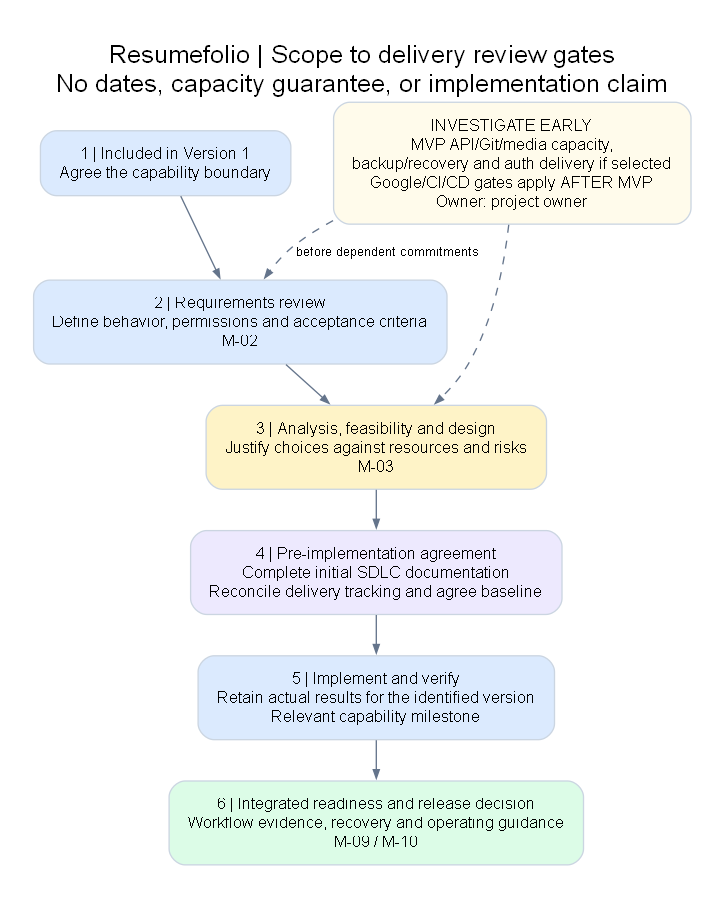 Resumefolio | Scope to delivery review gates
No dates, capacity guarantee, or implementation claim
INVESTIGATE EARLY
MVP API/Git/media capacity,
backup/recovery and auth delivery if selected
Google/CI/CD gates apply AFTER MVP
Owner: project owner
1 | Included in Version 1
Agree the capability boundary
before dependent commitments
2 | Requirements review
Define behavior, permissions and acceptance criteria
M-02
3 | Analysis, feasibility and design
Justify choices against resources and risks
M-03
4 | Pre-implementation agreement
Complete initial SDLC documentation
Reconcile delivery tracking and agree baseline
5 | Implement and verify
Retain actual results for the identified version
Relevant capability milestone
6 | Integrated readiness and release decision
Workflow evidence, recovery and operating guidance
M-09 / M-10